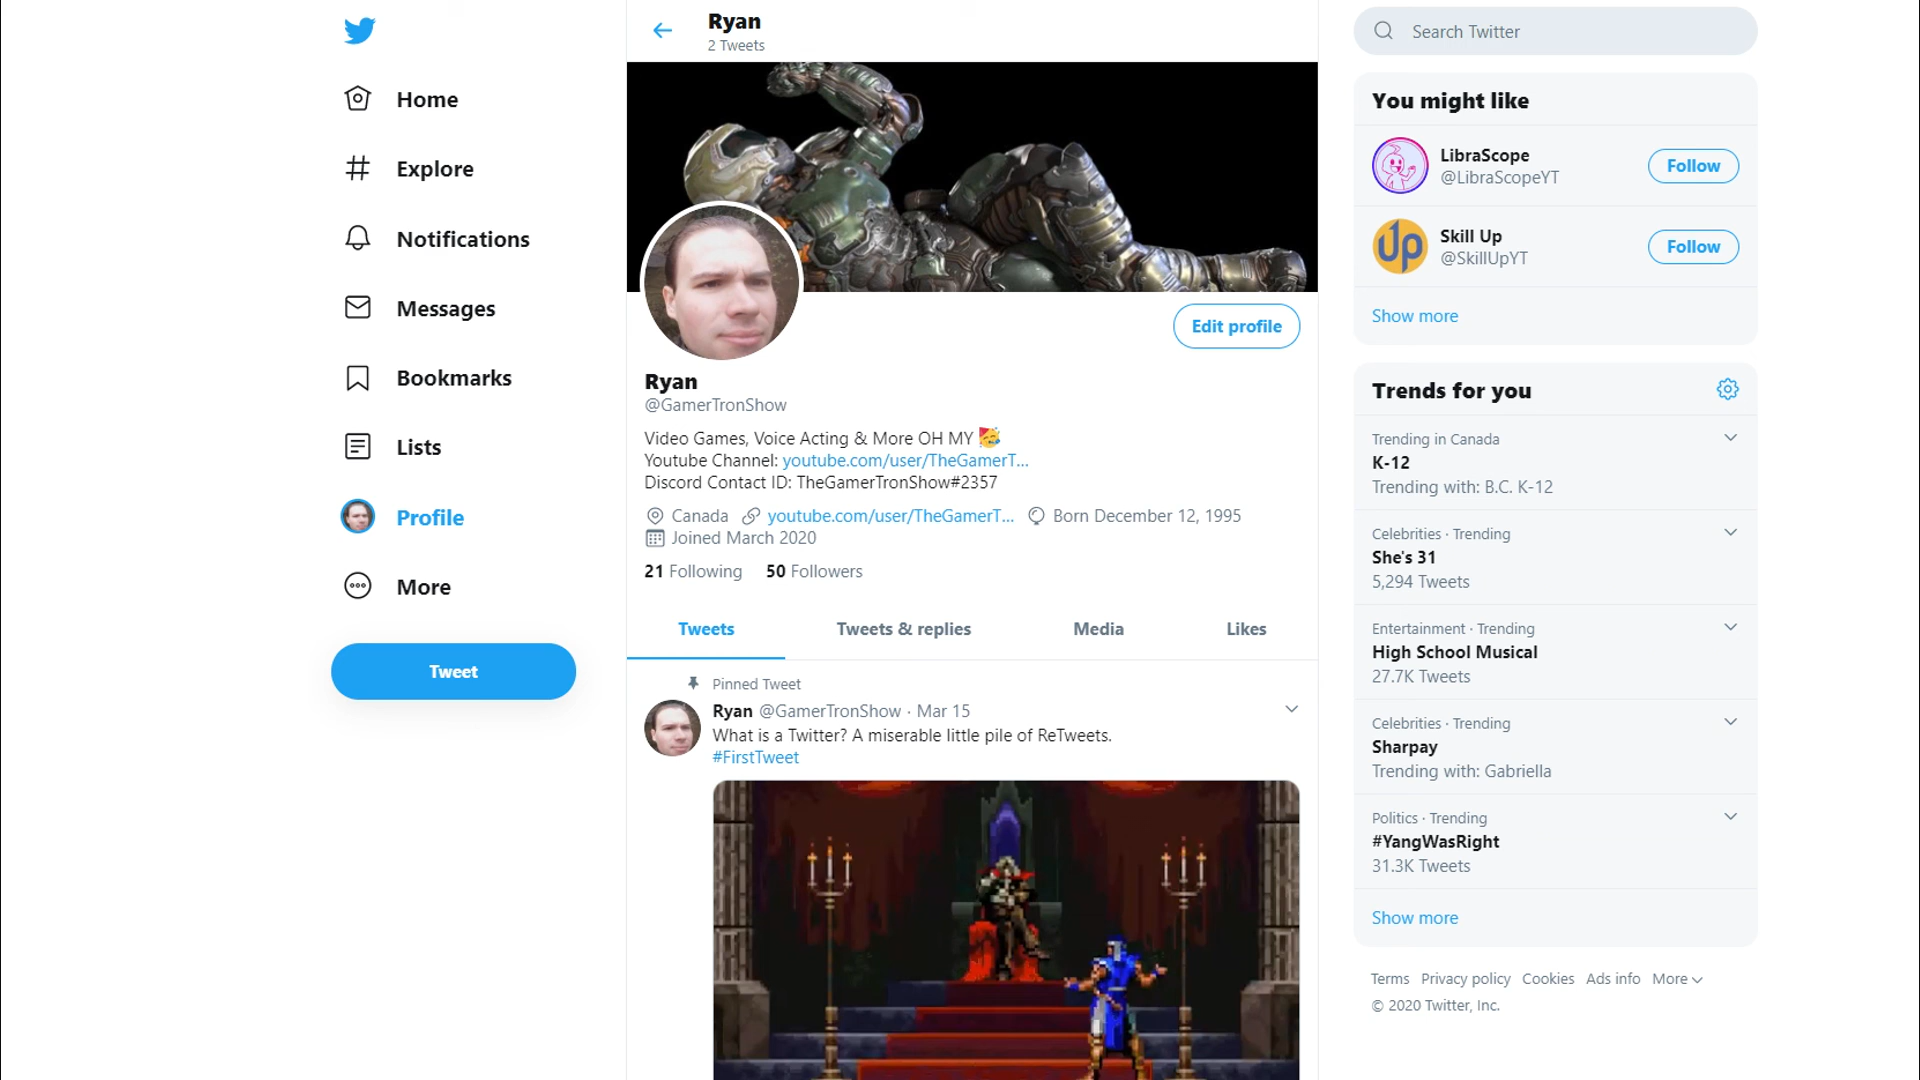 Home
Explore
Notifications
Messages
Bookmarks
Lists
Profile
More
Tweet
Ryan
2 Tweets
Edit profile
Ryan
@GamerTronShow
Video Games, Voice Acting & More OH MY 🥳
Youtube Channel: youtube.com/user/TheGamerT...
Discord Contact ID: TheGamerTronShow#2357
Canada youtube.com/user/TheGamerT... Born December 12, 1995
Joined March 2020
21 Following 50 Followers
Tweets Tweets & replies Media Likes
Pinned Tweet
Ryan @GamerTronShow · Mar 15
What is a Twitter? A miserable little pile of ReTweets.
#FirstTweet
Search Twitter
You might like
LibraScope
@LibraScopeYT
Follow
Up
Skill Up
@SkillUpYT
Follow
Show more
Trends for you
Trending in Canada
K-12
Trending with: B.C. K-12
Celebrities · Trending
She's 31
5,294 Tweets
Entertainment · Trending
High School Musical
27.7K Tweets
Celebrities · Trending
Sharpay
Trending with: Gabriella
Politics · Trending
#YangWasRight
31.3K Tweets
Show more
Terms Privacy policy Cookies Ads info More
© 2020 Twitter, Inc.